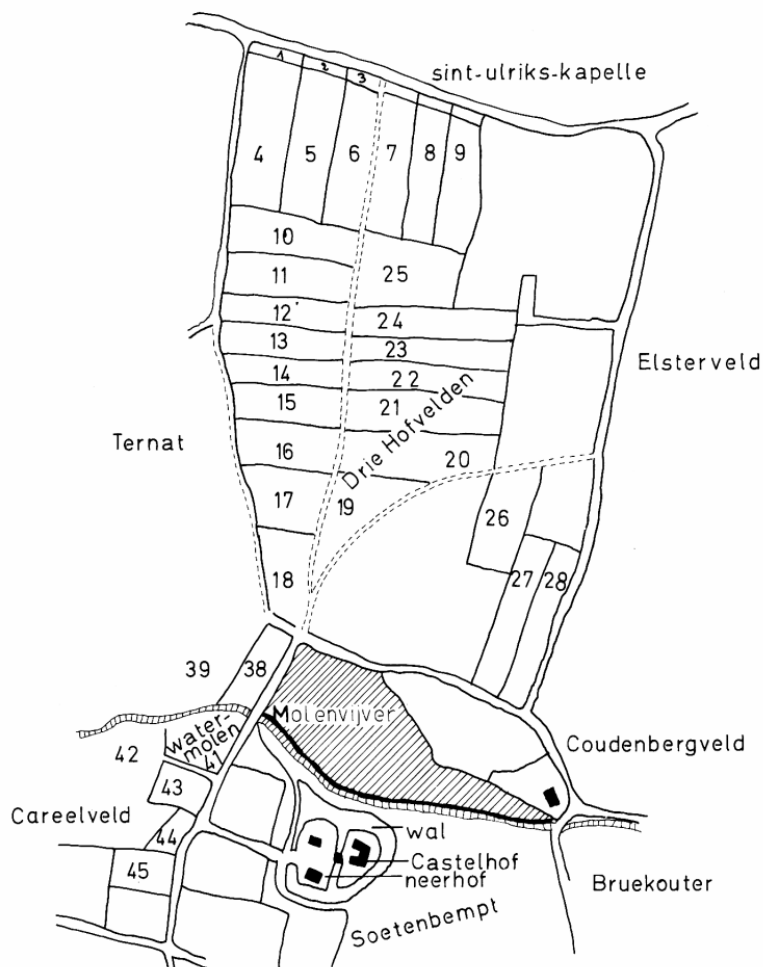 sint-ulriks-kapelle
1 2 3
4 5 6 7 8 9
10
11
25
12
24
13
23
Elsterveld
14
22
15
21
Drie Hofvelden
Ternat
16
20
17
19
26
18
27 28
39 38
Molenvijver
water-
molen
41
42
Coudenbergveld
43
Careelveld
44
wal
Castelhof
neerhof
45
Bruekouter
Soetenbempt